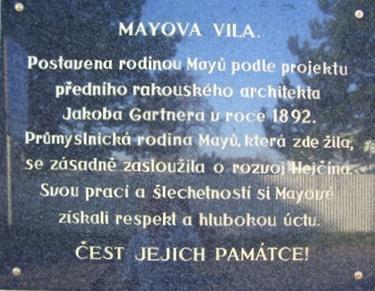 MAYOVA VILA.
Postavena rodinou Mayů podle projektu
předního rakouského architekta
Jakoba Gartnera v roce 1892.
Průmyslnická rodina Mayů, která zde žila,
se zásadně zasloužila o rozvoj Hejčína.
Svou prací a šlechetností si Mayové
získali respekt a hlubokou úctu.
ČEST JEJICH PAMÁTCE!